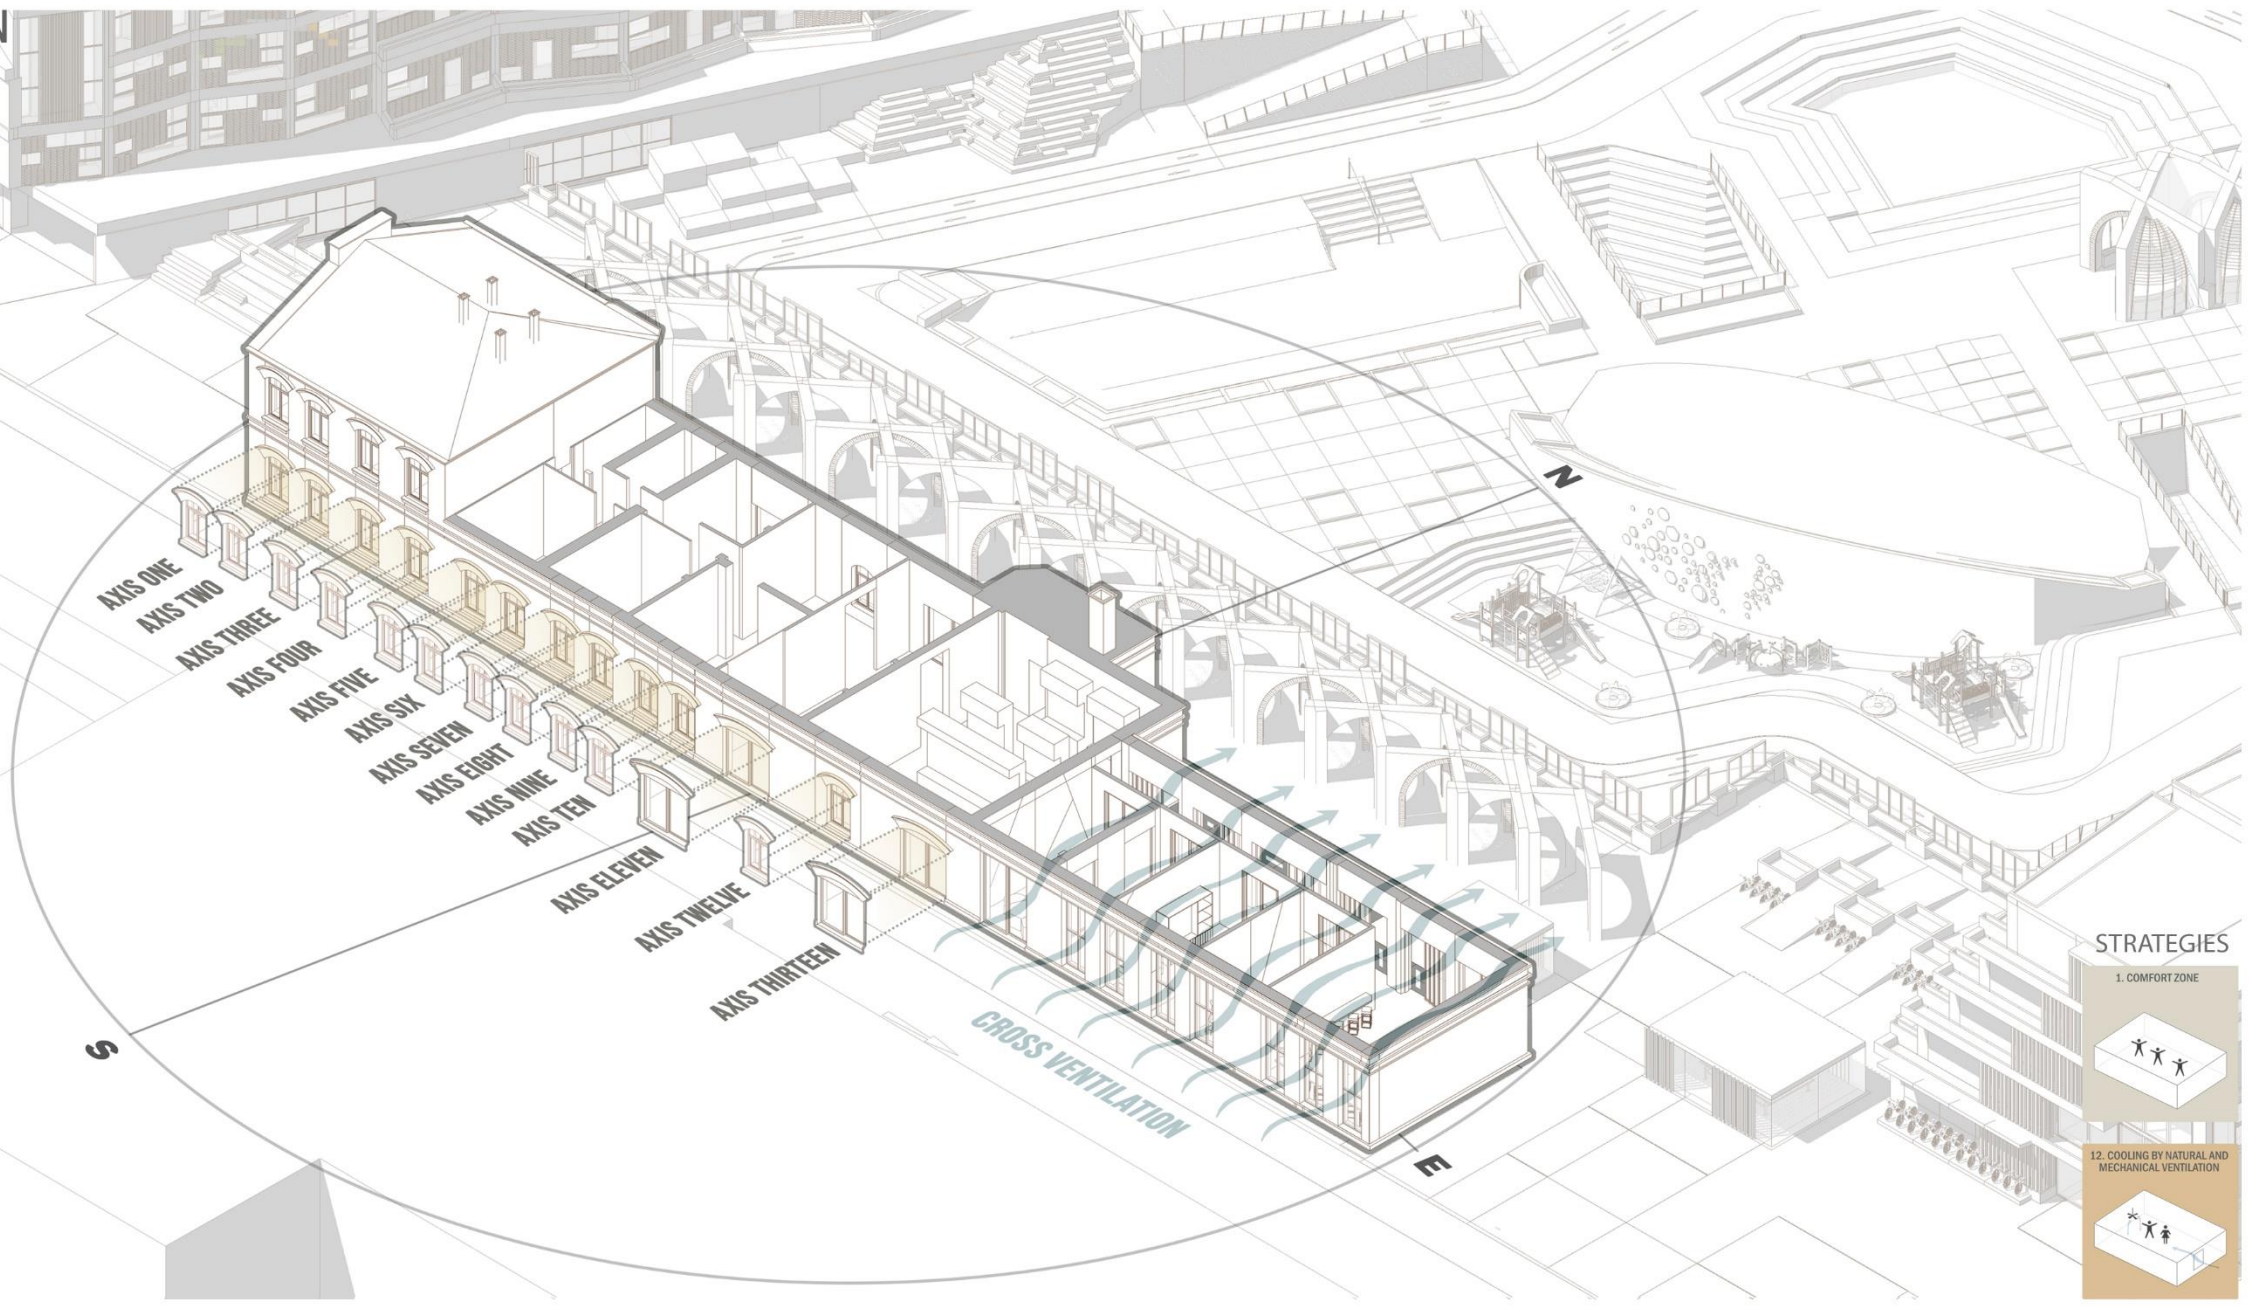 N
AXIS ONE
AXIS TWO
AXIS THREE
AXIS FOUR
AXIS FIVE
AXIS SIX
AXIS SEVEN
AXIS EIGHT
AXIS NINE
AXIS TEN
AXIS ELEVEN
AXIS TWELVE
AXIS THIRTEEN
S
CROSS VENTILATION
E
STRATEGIES
1. COMFORT ZONE
12. COOLING BY NATURAL AND
MECHANICAL VENTILATION